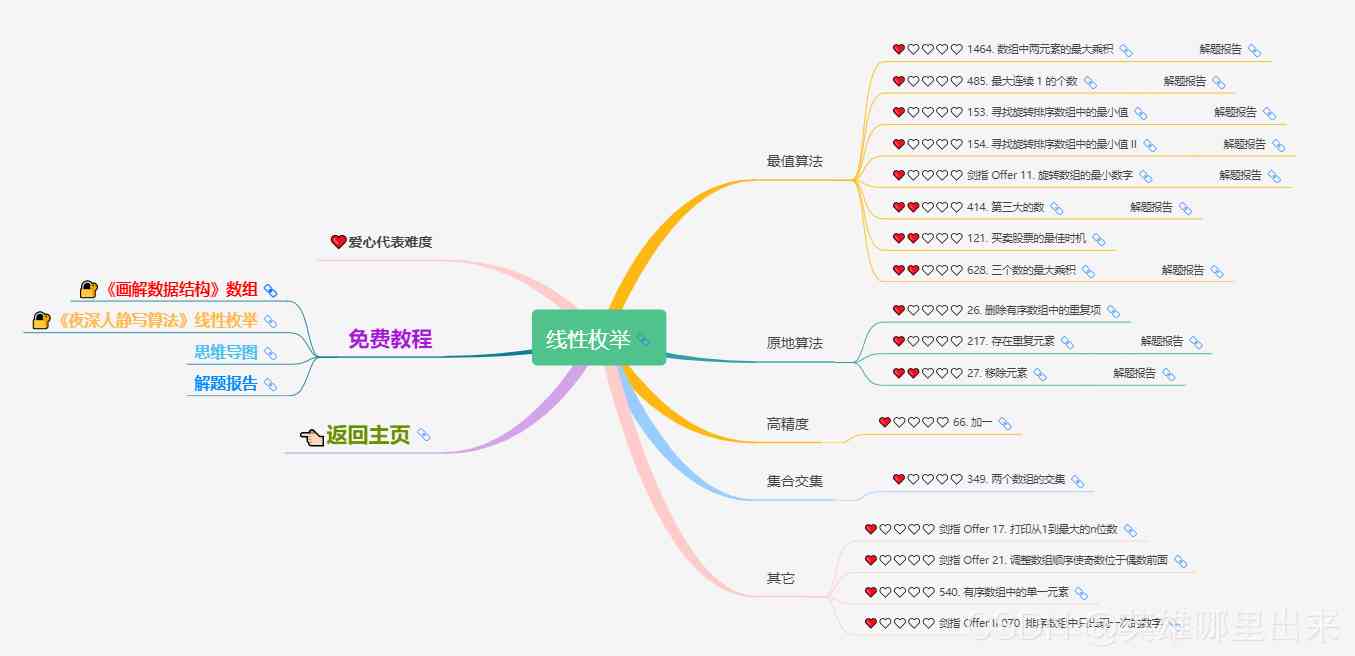 线性枚举
爱心代表难度
免费教程
《画解数据结构》数组
《夜深人静写算法》线性枚举
思维导图
解题报告
返回主页
最值算法
1464. 数组中两元素的最大乘积 解题报告
485. 最大连续 1 的个数 解题报告
153. 寻找旋转排序数组中的最小值 解题报告
154. 寻找旋转排序数组中的最小值 II 解题报告
剑指 Offer 11. 旋转数组的最小数字 解题报告
414. 第三大的数 解题报告
121. 买卖股票的最佳时机
628. 三个数的最大乘积 解题报告
原地算法
26. 删除有序数组中的重复项
217. 存在重复元素 解题报告
27. 移除元素 解题报告
高精度
66. 加一
集合交集
349. 两个数组的交集
其它
剑指 Offer 17. 打印从1到最大的n位数
剑指 Offer 21. 调整数组顺序使奇数位于偶数前面
540. 有序数组中的单一元素
剑指 Offer II 070. 排序数组中只出现一次的数字
CSDN @英雄哪里出来